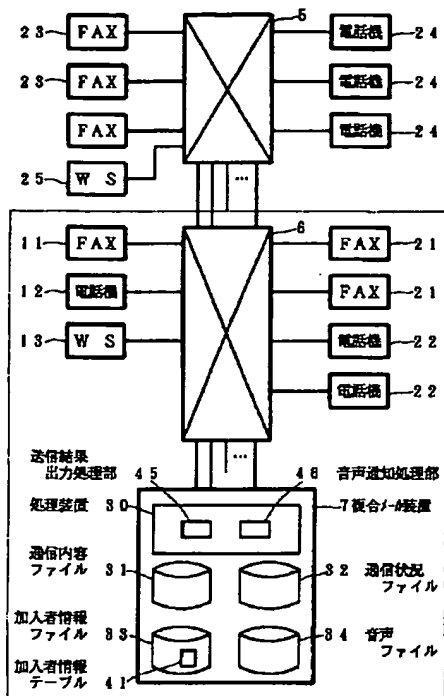 5
23 FAX 電話機 24
23 FAX 電話機 24
FAX 電話機 24
25 WS
…
6
11 FAX FAX 21
12 電話機 FAX 21
13 WS 電話機 22
電話機 22
…
送信結果
出力処理部 45 46 音声通知処理部
処理装置 30 7 複合メール装置
通信内容
ファイル 31 32 通信状況
ファイル
加入者情報
ファイル 33 34 音声
ファイル
加入者情報
テーブル 41